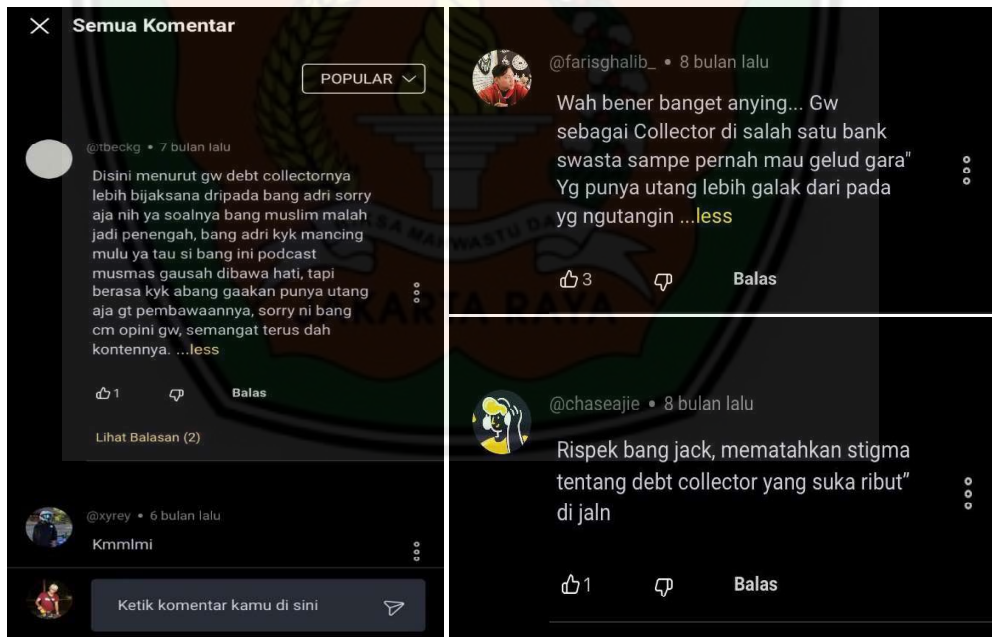 Semua Komentar
POPULAR
@tbeckg • 7 bulan lalu
Disini menurut gw debt collectornya
lebih bijaksana dripada bang adri sorry
aja nih ya soalnya bang muslim malah
jadi penengah, bang adri kyk mancing
mulu ya tau si bang ini podcast
musmas gausah dibawa hati, tapi
berasa kyk abang gaakan punya utang
aja gt pembawaannya, sorry ni bang
cm opini gw, semangat terus dah
kontennya. ...less
1 Balas
Lihat Balasan (2)
@xyrey • 6 bulan lalu
Kmmlmi
Ketik komentar kamu di sini
@farisghalib_ • 8 bulan lalu
Wah bener banget anying... Gw
sebagai Collector di salah satu bank
swasta sampe pernah mau gelud gara"
Yg punya utang lebih galak dari pada
yg ngutangin ...less
3 Balas
@chaseajie • 8 bulan lalu
Rispek bang jack, mematahkan stigma
tentang debt collector yang suka ribut”
di jaln
1 Balas
MANWASTU
JAKARTA RAYA